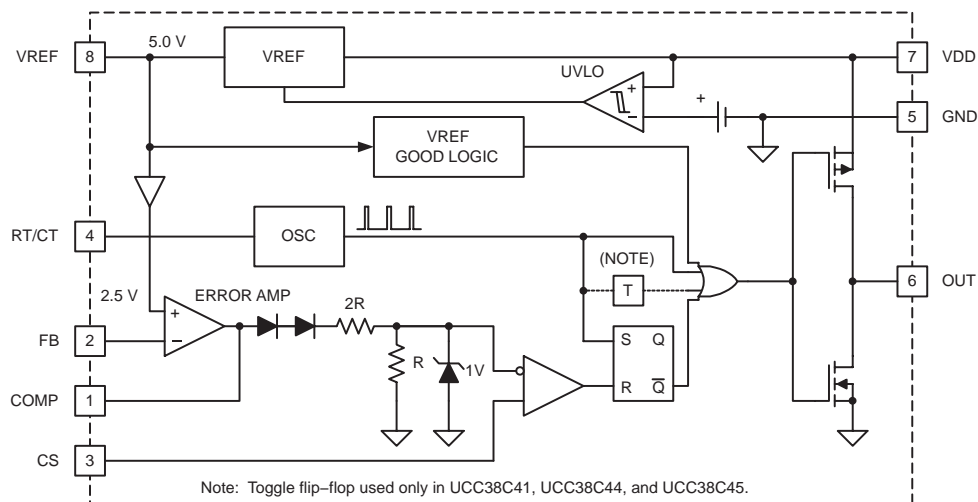 VREF
8
5.0 V
VREF
UVLO
+
−
+
7
VDD
5
GND
VREF
GOOD LOGIC
RT/CT
4
OSC
(NOTE)
T
6
OUT
2.5 V
ERROR AMP
+
−
2R
FB
2
R
1V
S
Q
R
Q̅
COMP
1
CS
3
Note: Toggle flip−flop used only in UCC38C41, UCC38C44, and UCC38C45.